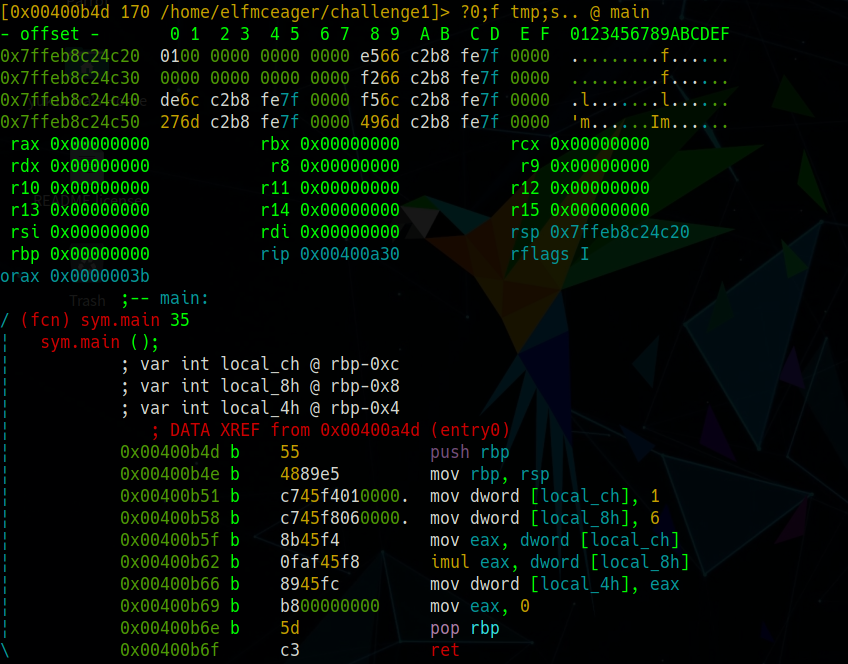 [0x00400b4d 170 /home/elfmceager/challenge1]> ?0;f tmp;s.. @ main
- offset -       0 1  2 3  4 5  6 7  8 9  A B  C D  E F  0123456789ABCDEF
0x7ffeb8c24c20  0100 0000 0000 0000 e566 c2b8 fe7f 0000  .........f......
0x7ffeb8c24c30  0000 0000 0000 0000 f266 c2b8 fe7f 0000  .........f......
0x7ffeb8c24c40  de6c c2b8 fe7f 0000 f56c c2b8 fe7f 0000  .l.......l......
0x7ffeb8c24c50  276d c2b8 fe7f 0000 496d c2b8 fe7f 0000  'm......Im......
rax 0x00000000           rbx 0x00000000           rcx 0x00000000
rdx 0x00000000            r8 0x00000000            r9 0x00000000
r10 0x00000000           r11 0x00000000           r12 0x00000000
r13 0x00000000           r14 0x00000000           r15 0x00000000
rsi 0x00000000           rdi 0x00000000           rsp 0x7ffeb8c24c20
rbp 0x00000000           rip 0x00400a30           rflags I
orax 0x0000003b
Trash
;-- main:
/ (fcn) sym.main 35
|   sym.main ();
|           ; var int local_ch @ rbp-0xc
|           ; var int local_8h @ rbp-0x8
|           ; var int local_4h @ rbp-0x4
|              ; DATA XREF from 0x00400a4d (entry0)
|           0x00400b4d b    55             push rbp
|           0x00400b4e b    4889e5         mov rbp, rsp
|           0x00400b51 b    c745f4010000.  mov dword [local_ch], 1
|           0x00400b58 b    c745f8060000.  mov dword [local_8h], 6
|           0x00400b5f b    8b45f4         mov eax, dword [local_ch]
|           0x00400b62 b    0faf45f8       imul eax, dword [local_8h]
|           0x00400b66 b    8945fc         mov dword [local_4h], eax
|           0x00400b69 b    b800000000     mov eax, 0
|           0x00400b6e b    5d             pop rbp
\           0x00400b6f      c3             ret